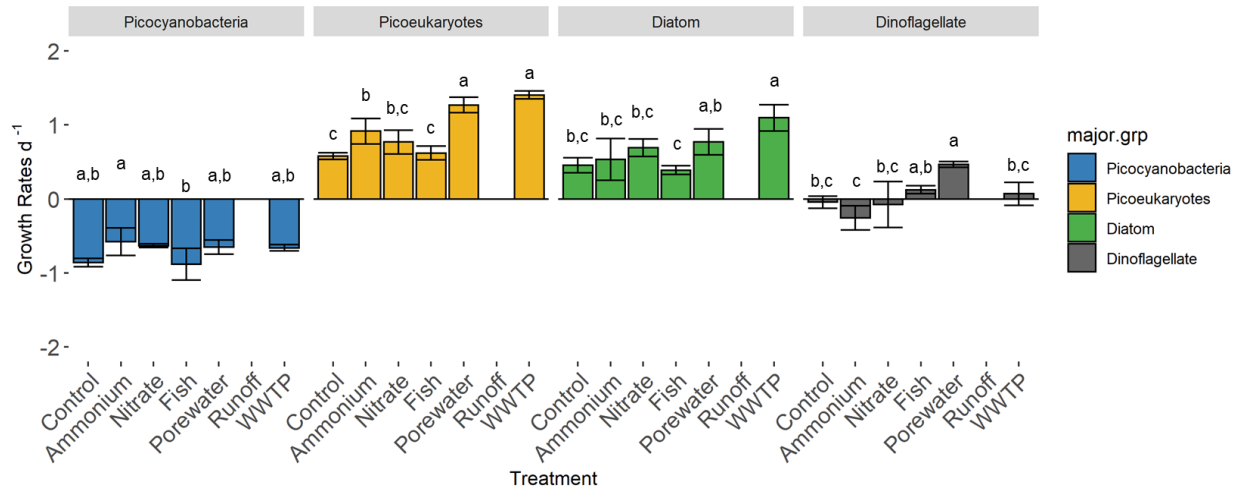 Picocyanobacteria Picoeukaryotes Diatom Dinoflagellate
2
1
0
-1
-2
Growth Rates d -1
a,b a a,b b a,b a,b
c b b,c c a a
b,c b,c b,c c a,b a
b,c c b,c a,b a b,c
Control Ammonium Nitrate Fish Porewater Runoff WWTP
Control Ammonium Nitrate Fish Porewater Runoff WWTP
Control Ammonium Nitrate Fish Porewater Runoff WWTP
Control Ammonium Nitrate Fish Porewater Runoff WWTP
Treatment
major.grp
Picocyanobacteria
Picoeukaryotes
Diatom
Dinoflagellate